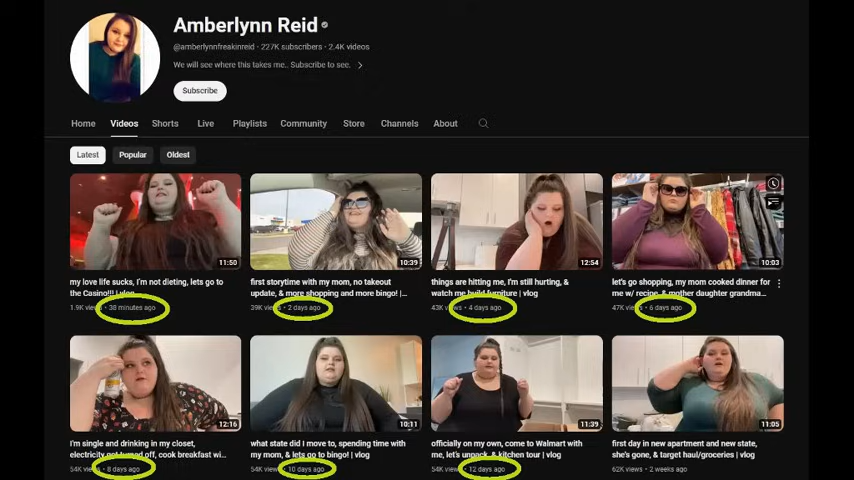 Amberlynn Reid
@amberlynnfreakinreid · 227K subscribers · 2.4K videos
We will see where this takes me.. Subscribe to see.
Subscribe
Home Videos Shorts Live Playlists Community Store Channels About
Latest Popular Oldest
11:50 10:39 12:54 10:03
my love life sucks, I'm not dieting, lets go to
the Casino!!! | vlog
1.9K views · 38 minutes ago
first storytime with my mom, no takeout
update, & more shopping and more bingo! |...
39K views · 2 days ago
things are hitting me, i'm still hurting, &
watch me build furniture | vlog
43K views · 4 days ago
let's go shopping, my mom cooked dinner for
me w/ recipe, & mother daughter grandma...
47K views · 6 days ago
12:16 10:11 11:39 11:05
i'm single and drinking in my closet,
electricity got turned off, cook breakfast wi...
54K · 8 days ago
what state did I move to, spending time with
my mom, & lets go to bingo! | vlog
54K · 10 days ago
officially on my own, come to Walmart with
me, let's unpack, & kitchen tour | vlog
54K · 12 days ago
first day in new apartment and new state,
she's gone, & target haul/groceries | vlog
62K views · 2 weeks ago